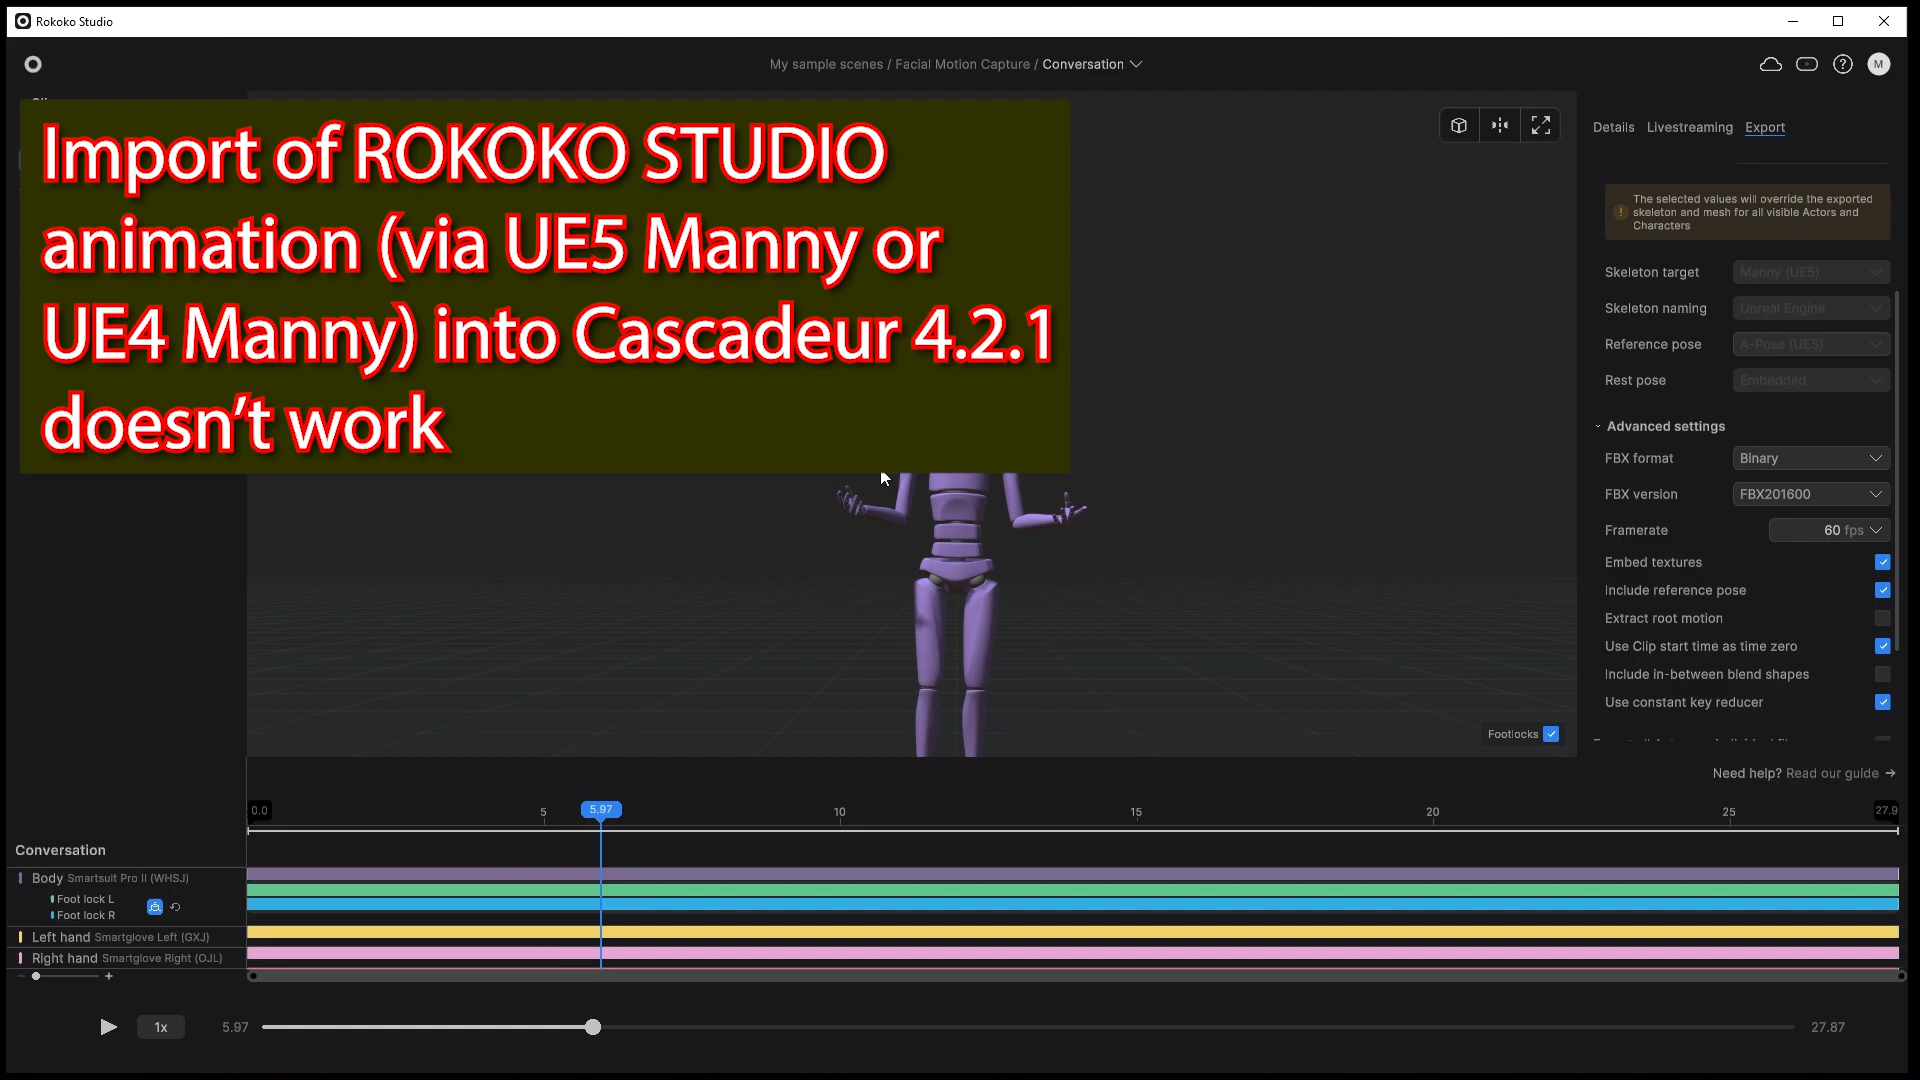 Rokoko Studio
My sample scenes / Facial Motion Capture / Conversation
M
Import of ROKOKO STUDIO
animation (via UE5 Manny or
UE4 Manny) into Cascadeur 4.2.1
doesn't work
Details Livestreaming Export
The selected values will override the exported
skeleton and mesh for all visible Actors and
Characters
Skeleton target Manny (UE5)
Skeleton naming Unreal Engine
Reference pose A-Pose (UE5)
Rest pose Embedded
Advanced settings
FBX format Binary
FBX version FBX201600
Framerate 60 fps
Embed textures
Include reference pose
Extract root motion
Use Clip start time as time zero
Include in-between blend shapes
Use constant key reducer
Footlocks
Need help? Read our guide →
0.0 5 5.97 10 15 20 25 27.9
Conversation
Body Smartsuit Pro II (WHSJ)
Foot lock L
Foot lock R
Left hand Smartglove Left (GXJ)
Right hand Smartglove Right (OJL)
1x 5.97 27.87